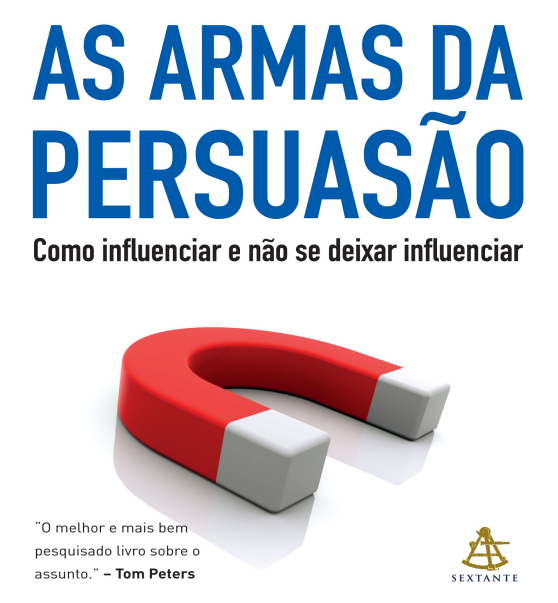 AS ARMAS DA
PERSUASÃO
Como influenciar e não se deixar influenciar
“O melhor e mais bem
pesquisado livro sobre o
assunto.” – Tom Peters
SEXTANTE